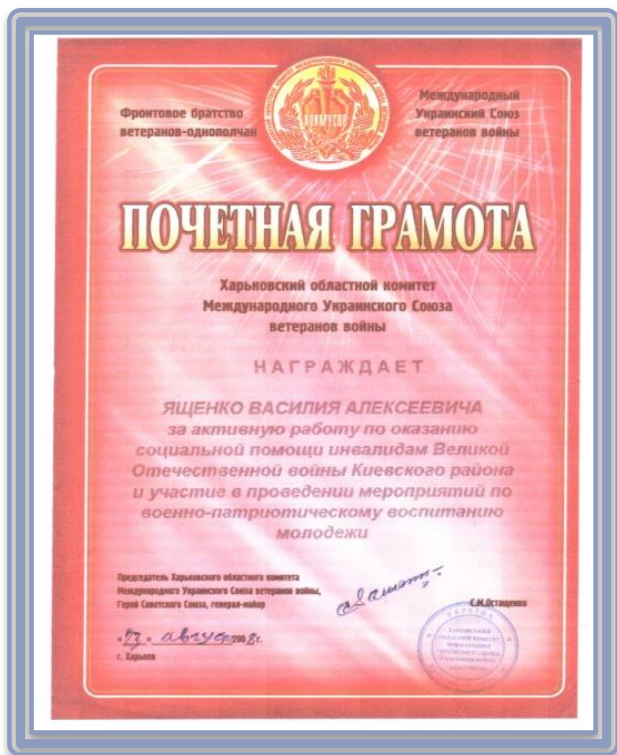 Фронтовое братство
ветеранов-однополчан
Международный
Украинский Союз
ветеранов войны
ПОЧЕТНАЯ ГРАМОТА
Харьковский областной комитет
Международного Украинского Союза
ветеранов войны
НАГРАЖДАЕТ
ЯЩЕНКО ВАСИЛИЯ АЛЕКСЕЕВИЧА
за активную работу по оказанию
социальной помощи инвалидам Великой
Отечественной войны Киевского района
и участие в проведении мероприятий по
военно-патриотическому воспитанию
молодежи
Председатель Харьковского областного комитета
Международного Украинского Союза ветеранов войны,
Герой Советского Союза, генерал-майор
С.И.Остащенко
август 2008г.
г. Харьков
УКРАЇНА